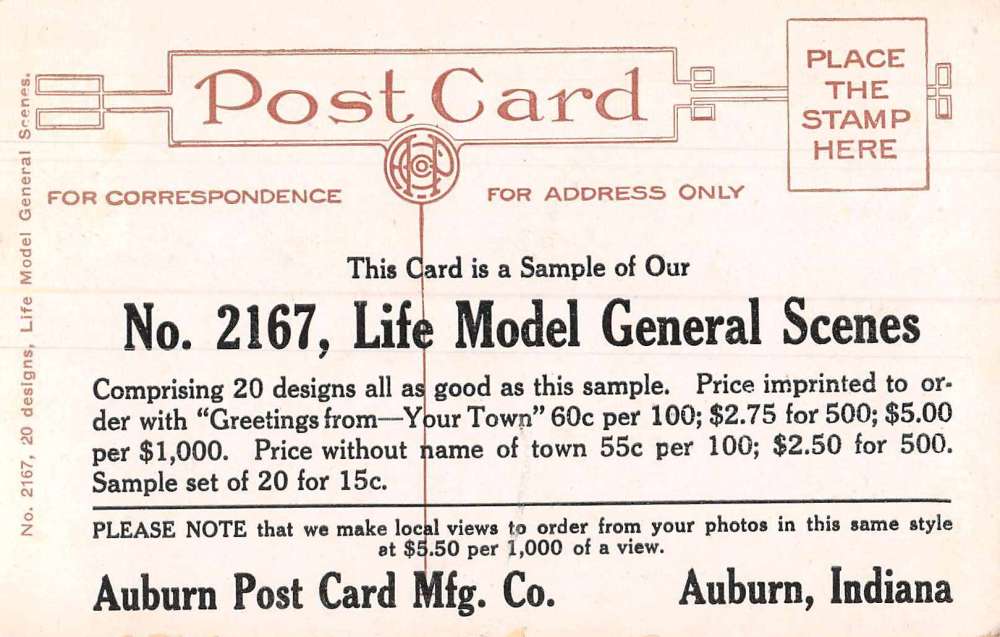 Post Card
PLACE
THE
STAMP
HERE
FOR CORRESPONDENCE
FOR ADDRESS ONLY
No. 2167, 20 designs, Life Model General Scenes.
This Card is a Sample of Our
No. 2167, Life Model General Scenes
Comprising 20 designs all as good as this sample. Price imprinted to or-
der with "Greetings from—Your Town" 60c per 100; $2.75 for 500; $5.00
per $1,000. Price without name of town 55c per 100; $2.50 for 500.
Sample set of 20 for 15c.
PLEASE NOTE that we make local views to order from your photos in this same style
at $5.50 per 1,000 of a view.
Auburn Post Card Mfg. Co. Auburn, Indiana